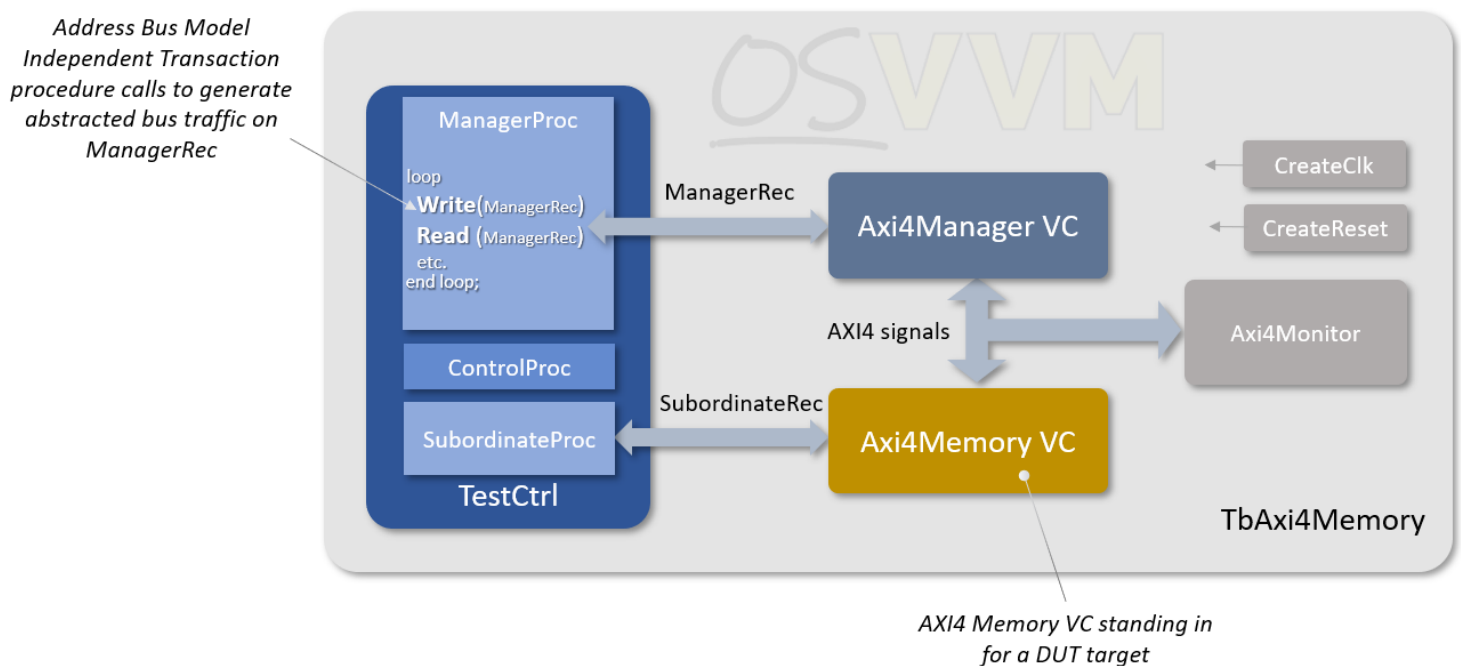 Address Bus Model
Independent Transaction
procedure calls to generate
abstracted bus traffic on
ManagerRec
OSVVM
ManagerProc
loop
Write(ManagerRec)
Read (ManagerRec)
etc.
end loop;
ControlProc
SubordinateProc
TestCtrl
ManagerRec
SubordinateRec
Axi4Manager VC
AXI4 signals
Axi4Memory VC
CreateClk
CreateReset
Axi4Monitor
TbAxi4Memory
AXI4 Memory VC standing in
for a DUT target